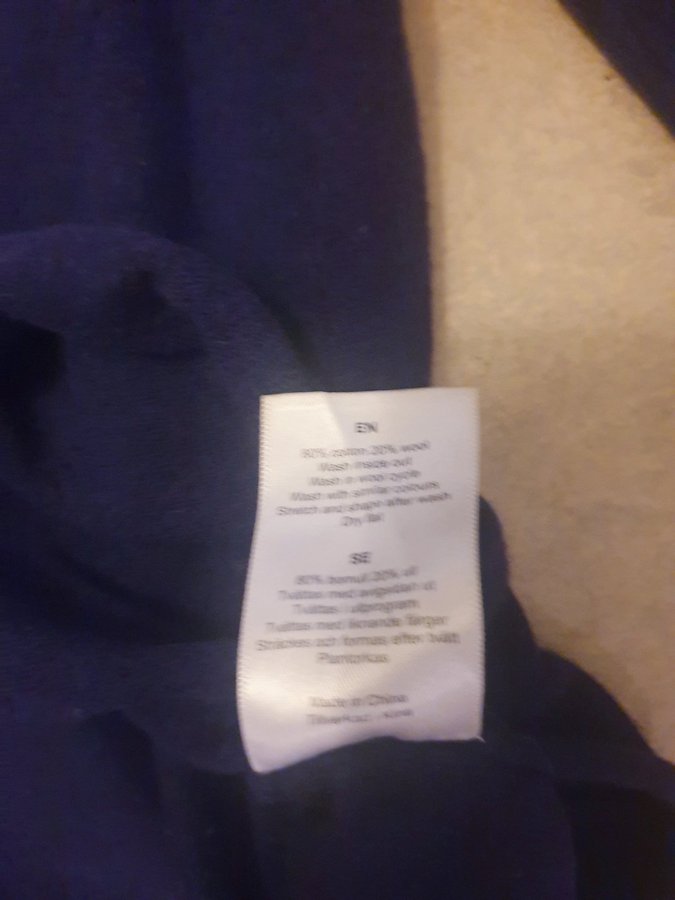 EN
80% cotton 20% wool
Wash inside out
Wash in wool cycle
Wash with similar colours
Stretch and shape after wash
Dry flat
SE
80% bomull 20% ull
Tvättas med avigsidan ut
Tvättas i ullprogram
Tvättas med liknande färger
Sträckes och formas efter tvätt
Plantorkas
Made in China